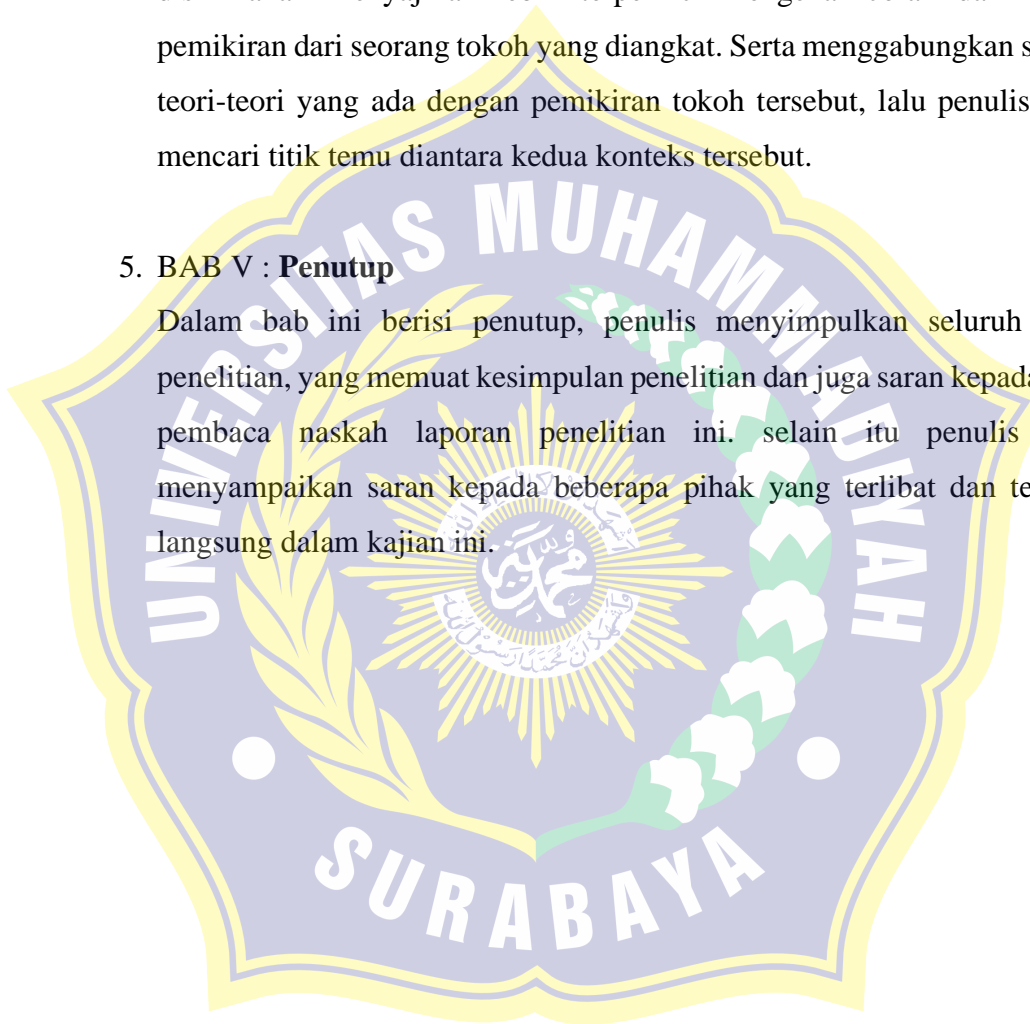 pemikiran dari seorang tokoh yang diangkat. Serta menggabungkan
teori-teori yang ada dengan pemikiran tokoh tersebut, lalu penulis
mencari titik temu diantara kedua konteks tersebut.
5. BAB V : Penutup
Dalam bab ini berisi penutup, penulis menyimpulkan seluruh
penelitian, yang memuat kesimpulan penelitian dan juga saran kepada
pembaca naskah laporan penelitian ini. selain itu penulis
menyampaikan saran kepada beberapa pihak yang terlibat dan
langsung dalam kajian ini.
UNIVERSITAS MUHAMMADIYAH
SURABAYA